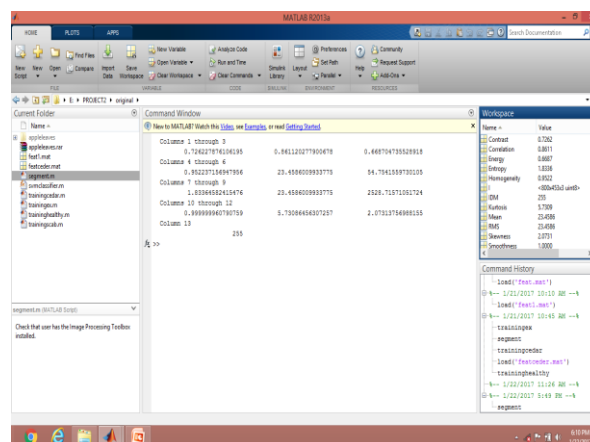 MATLAB R2013a
HOME PLOTS APPS
Search Documentation
New Script
New
Open
Find Files
Compare
Import Data
Save Workspace
New Variable
Open Variable
Clear Workspace
Analyze Code
Run and Time
Clear Commands
Simulink Library
Layout
Preferences
Set Path
Parallel
Help
Community
Request Support
Add-Ons
FILE VARIABLE CODE SIMULINK ENVIRONMENT RESOURCES
E: PROJECT2 original
Current Folder
Name
appleleaves
appleleaves.rar
feat1.mat
featceder.mat
segment.m
svmclassifier.m
trainingcedar.m
trainingex.m
traininghealthy.m
trainingscab.m
segment.m (MATLAB Script)
Check that user has the Image Processing Toolbox
installed.
Command Window
New to MATLAB? Watch this Video, see Examples, or read Getting Started.
Columns 1 through 3
0.726227876106195 0.861120277900678 0.668704735528918
Columns 4 through 6
0.952237156947956 23.4586009933775 54.7341559730105
Columns 7 through 9
1.83364582415476 23.4586009933775 2528.71571051724
Columns 10 through 12
0.999999960790759 5.73086456307257 2.07313756988155
Column 13
255
fx >>
Workspace
Name Value
Contrast 0.7262
Correlation 0.8611
Energy 0.6687
Entropy 1.8336
Homogeneity 0.9522
I <800x453x3 uint8>
IDM 255
Kurtosis 5.7309
Mean 23.4586
RMS 23.4586
Skewness 2.0731
Smoothness 1.0000
Command History
load('feat.mat')
%-- 1/21/2017 10:10 AM --%
load('feat1.mat')
%-- 1/21/2017 10:45 AM --%
trainingex
segment
trainingcedar
load('featceder.mat')
traininghealthy
%-- 1/22/2017 11:26 AM --%
%-- 1/22/2017 5:49 PM --%
segment
6:10 PM